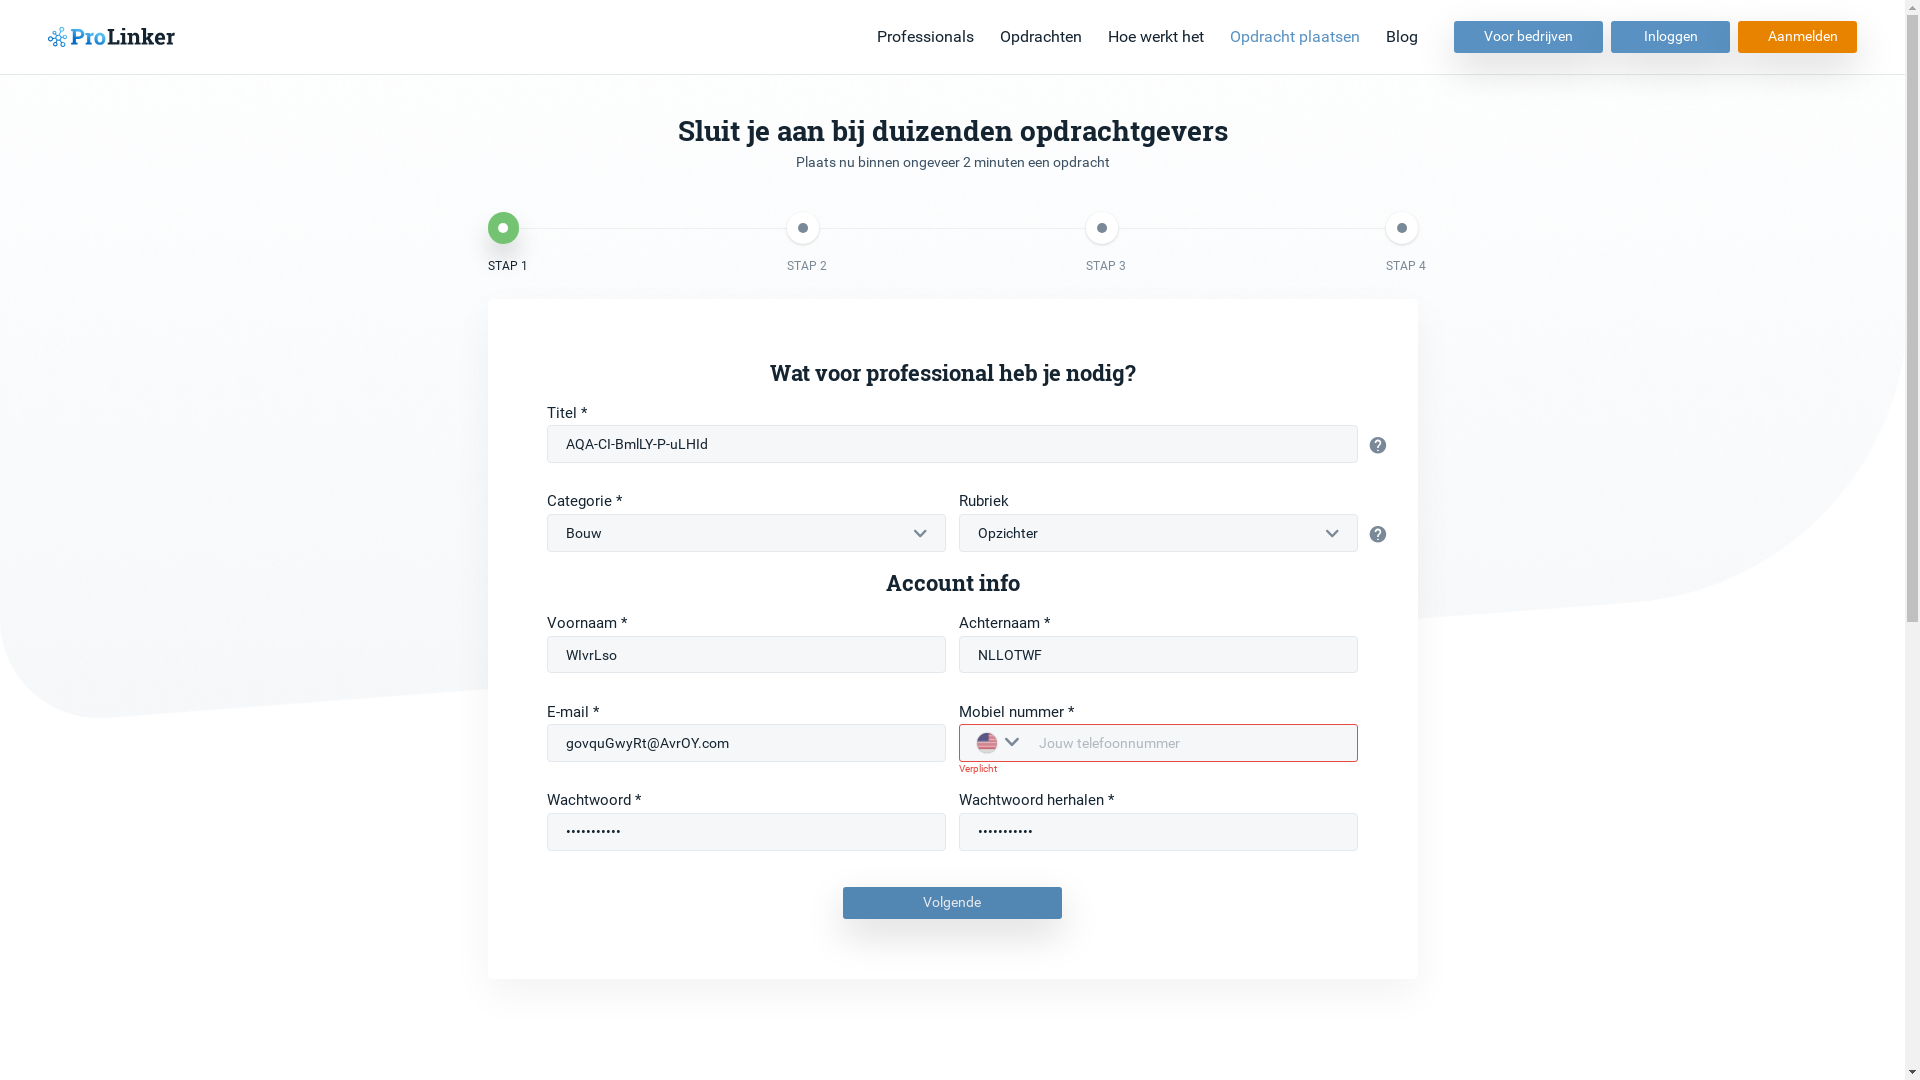 ProLinker
Professionals Opdrachten Hoe werkt het Opdracht plaatsen Blog Voor bedrijven Inloggen Aanmelden
Sluit je aan bij duizenden opdrachtgevers
Plaats nu binnen ongeveer 2 minuten een opdracht
STAP 1 STAP 2 STAP 3 STAP 4
Wat voor professional heb je nodig?
Titel *
AQA-CI-BmlLY-P-uLHId
Categorie * Rubriek
Bouw Opzichter
Account info
Voornaam * Achternaam *
WIvrLso NLLOTWF
E-mail * Mobiel nummer *
govquGwyRt@AvrOY.com Jouw telefoonnummer
Verplicht
Wachtwoord * Wachtwoord herhalen *
••••••••••• •••••••••••
Volgende